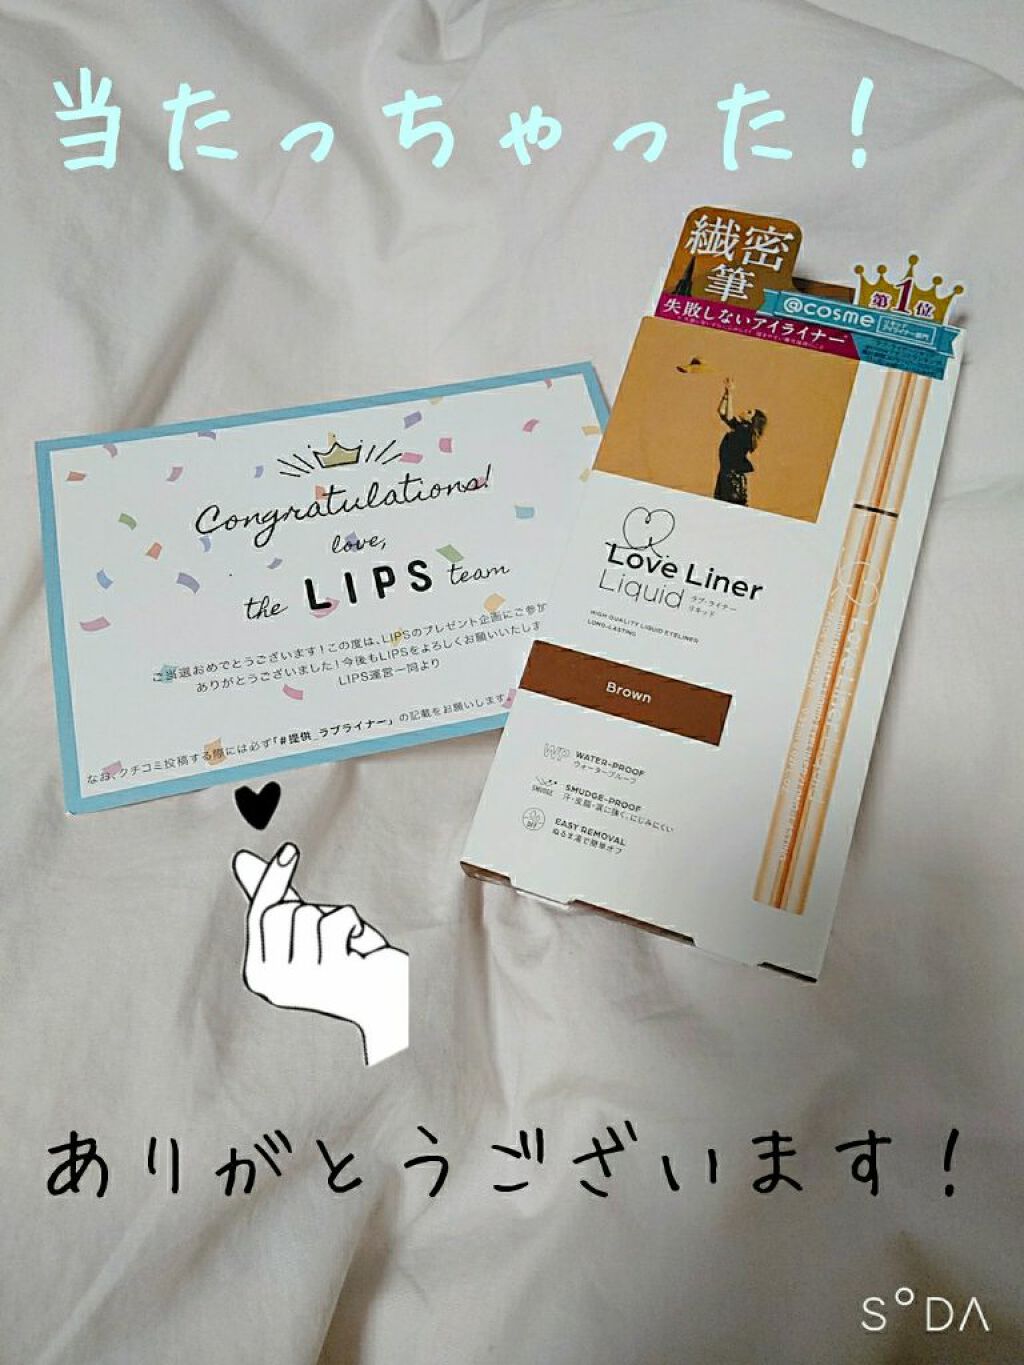 当たっちゃった！
繊密
筆
失敗しないアイライナー
@cosme
第1位
Congratulations!
love,
the LIPS team
ご当選おめでとうございます！この度は、LIPSのプレゼント企画にご参加
ありがとうございました！今後もLIPSをよろしくお願いいたしま
LIPS運営一同より
なお、クチコミ投稿する際には必ず「#提供_ラブライナー」の記載をお願いします。
Love Liner
Liquid ラブ・ライナー
リキッド
HIGH QUALITY LIQUID EYELINER
LONG-LASTING
Brown
WP WATER-PROOF
ウォータープルーフ
SMUDGE SMUDGE-PROOF
汗・皮脂・涙に強く、にじみにくい
OFF EASY REMOVAL
ぬるま湯で簡単オフ
ありがとうございます！
SODA